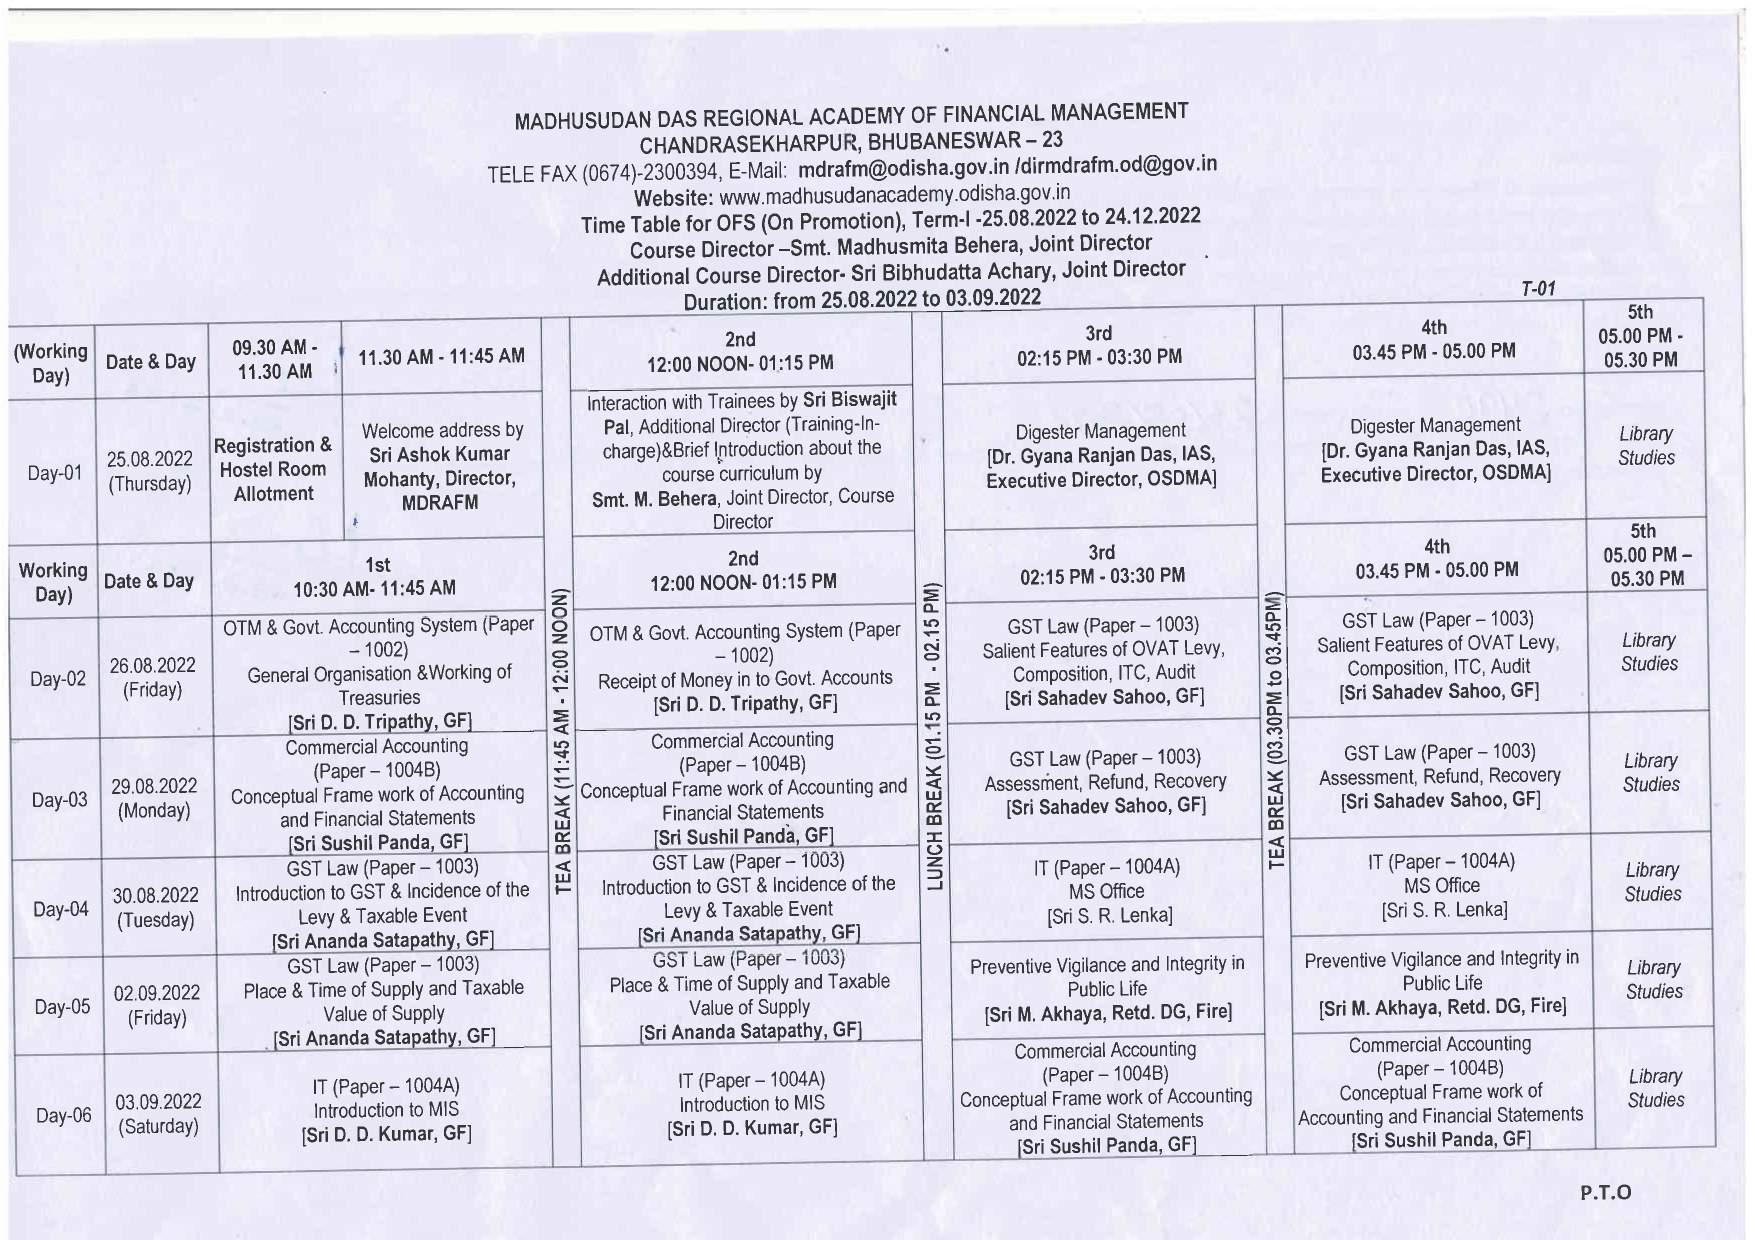 MADHUSUDAN DAS REGIONAL ACADEMY OF FINANCIAL MANAGEMENT
CHANDRASEKHARPUR, BHUBANESWAR – 23
TELE FAX (0674)-2300394, E-Mail: mdrafm@odisha.gov.in /dirmdrafm.od@gov.in
Website: www.madhusudanacademy.odisha.gov.in
Time Table for OFS (On Promotion), Term-I -25.08.2022 to 24.12.2022
Course Director –Smt. Madhusmita Behera, Joint Director
Additional Course Director- Sri Bibhudatta Achary, Joint Director
Duration: from 25.08.2022 to 03.09.2022
T-01
(Working
Day)
Date & Day
09.30 AM -
11.30 AM
11.30 AM - 11:45 AM
2nd
12:00 NOON- 01:15 PM
3rd
02:15 PM - 03:30 PM
4th
03.45 PM - 05.00 PM
5th
05.00 PM -
05.30 PM
Day-01
25.08.2022
(Thursday)
Registration &
Hostel Room
Allotment
Welcome address by
Sri Ashok Kumar
Mohanty, Director,
MDRAFM
Interaction with Trainees by Sri Biswajit
Pal, Additional Director (Training-In-
charge)&Brief Introduction about the
course curriculum by
Smt. M. Behera, Joint Director, Course
Director
Digester Management
[Dr. Gyana Ranjan Das, IAS,
Executive Director, OSDMA]
Digester Management
[Dr. Gyana Ranjan Das, IAS,
Executive Director, OSDMA]
Library
Studies
Working
Day)
Date & Day
1st
10:30 AM- 11:45 AM
TEA BREAK (11:45 AM - 12:00 NOON)
2nd
12:00 NOON- 01:15 PM
LUNCH BREAK (01.15 PM - 02.15 PM)
3rd
02:15 PM - 03:30 PM
TEA BREAK (03.30PM to 03.45PM)
4th
03.45 PM - 05.00 PM
5th
05.00 PM –
05.30 PM
Day-02
26.08.2022
(Friday)
OTM & Govt. Accounting System (Paper
– 1002)
General Organisation &Working of
Treasuries
[Sri D. D. Tripathy, GF]
OTM & Govt. Accounting System (Paper
– 1002)
Receipt of Money in to Govt. Accounts
[Sri D. D. Tripathy, GF]
GST Law (Paper – 1003)
Salient Features of OVAT Levy,
Composition, ITC, Audit
[Sri Sahadev Sahoo, GF]
GST Law (Paper – 1003)
Salient Features of OVAT Levy,
Composition, ITC, Audit
[Sri Sahadev Sahoo, GF]
Library
Studies
Day-03
29.08.2022
(Monday)
Commercial Accounting
(Paper – 1004B)
Conceptual Frame work of Accounting
and Financial Statements
[Sri Sushil Panda, GF]
Commercial Accounting
(Paper – 1004B)
Conceptual Frame work of Accounting and
Financial Statements
[Sri Sushil Panda, GF]
GST Law (Paper – 1003)
Assessment, Refund, Recovery
[Sri Sahadev Sahoo, GF]
GST Law (Paper – 1003)
Assessment, Refund, Recovery
[Sri Sahadev Sahoo, GF]
Library
Studies
Day-04
30.08.2022
(Tuesday)
GST Law (Paper – 1003)
Introduction to GST & Incidence of the
Levy & Taxable Event
[Sri Ananda Satapathy, GF]
GST Law (Paper – 1003)
Introduction to GST & Incidence of the
Levy & Taxable Event
[Sri Ananda Satapathy, GF]
IT (Paper – 1004A)
MS Office
[Sri S. R. Lenka]
IT (Paper – 1004A)
MS Office
[Sri S. R. Lenka]
Library
Studies
Day-05
02.09.2022
(Friday)
GST Law (Paper – 1003)
Place & Time of Supply and Taxable
Value of Supply
[Sri Ananda Satapathy, GF]
GST Law (Paper – 1003)
Place & Time of Supply and Taxable
Value of Supply
[Sri Ananda Satapathy, GF]
Preventive Vigilance and Integrity in
Public Life
[Sri M. Akhaya, Retd. DG, Fire]
Preventive Vigilance and Integrity in
Public Life
[Sri M. Akhaya, Retd. DG, Fire]
Library
Studies
Day-06
03.09.2022
(Saturday)
IT (Paper – 1004A)
Introduction to MIS
[Sri D. D. Kumar, GF]
IT (Paper – 1004A)
Introduction to MIS
[Sri D. D. Kumar, GF]
Commercial Accounting
(Paper – 1004B)
Conceptual Frame work of Accounting
and Financial Statements
[Sri Sushil Panda, GF]
Commercial Accounting
(Paper – 1004B)
Conceptual Frame work of
Accounting and Financial Statements
[Sri Sushil Panda, GF]
Library
Studies
P.T.O